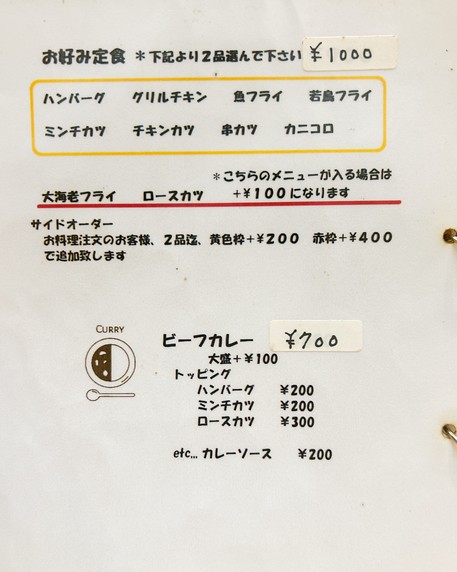 お好み定食 *下記より2品選んで下さい ¥1000
ハンバーグ グリルチキン 魚フライ 若鳥フライ
ミンチカツ チキンカツ 串カツ カニコロ
*こちらのメニューが入る場合は
大海老フライ ロースカツ +¥100になります
サイドオーダー
お料理注文のお客様、2品迄、黄色枠+¥200 赤枠+¥400
で追加致します
CURRY
ビーフカレー ¥700
大盛+¥100
トッピング
ハンバーグ ¥200
ミンチカツ ¥200
ロースカツ ¥300
etc... カレーソース ¥200